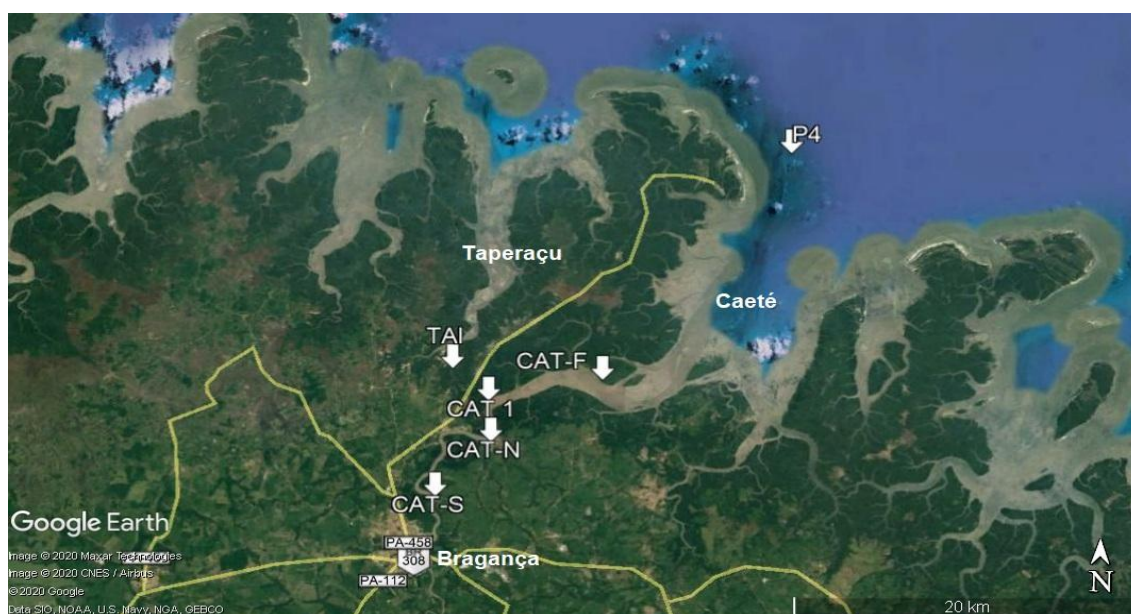 P4
Taperaçu
Caeté
TAI
CAT-F
CAT 1
CAT-N
CAT-S
Google Earth
PA-458
308
Bragança
PA-112
Image © 2020 Maxar Technologies
Image © 2020 CNES / Airbus
© 2020 Google
Data SIO, NOAA, U.S. Navy, NGA, GEBCO
N
20 km